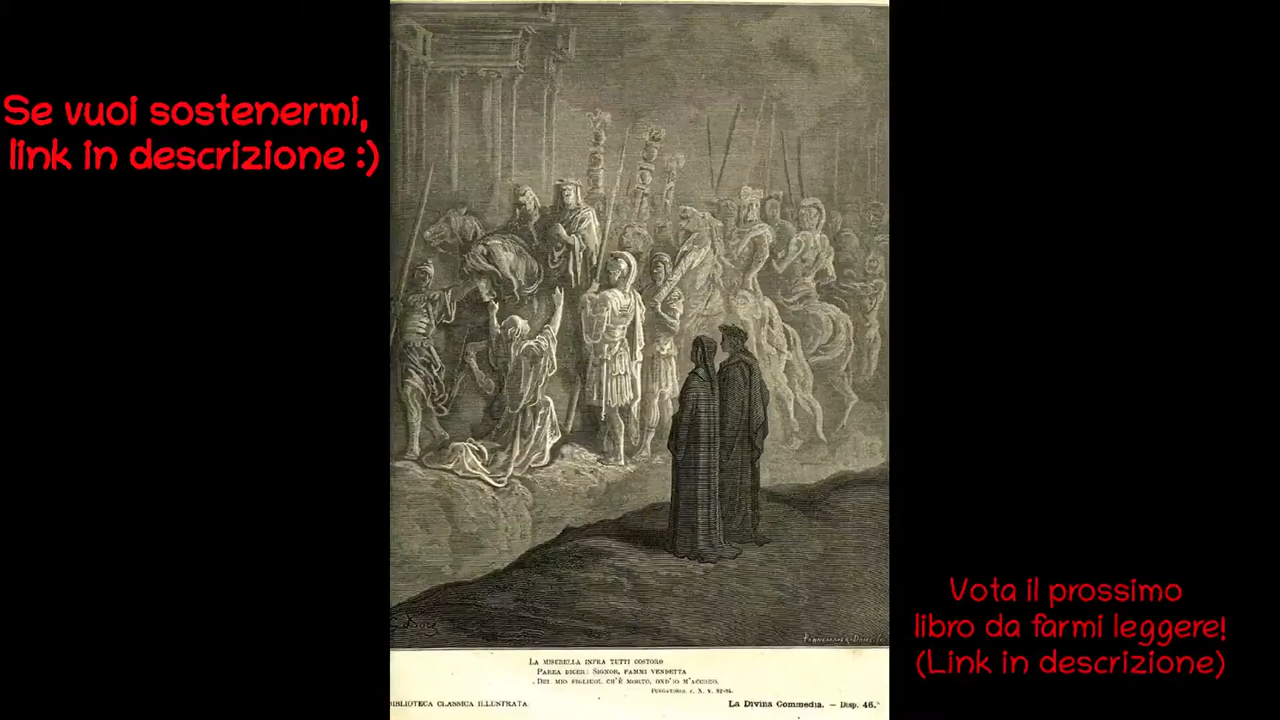 Se vuoi sostenermi,
link in descrizione :)
Vota il prossimo
libro da farmi leggere!
(Link in descrizione)
La miserella infra tutti costoro
Parea dicer: Signor, fammi vendetta
Del mio figliuol ch'è morto, ond'io m'accoro.
Purgatorio, c. X, v. 82-84.
BIBLIOTECA CLASSICA ILLUSTRATA
La Divina Commedia. — Disp. 46.ª